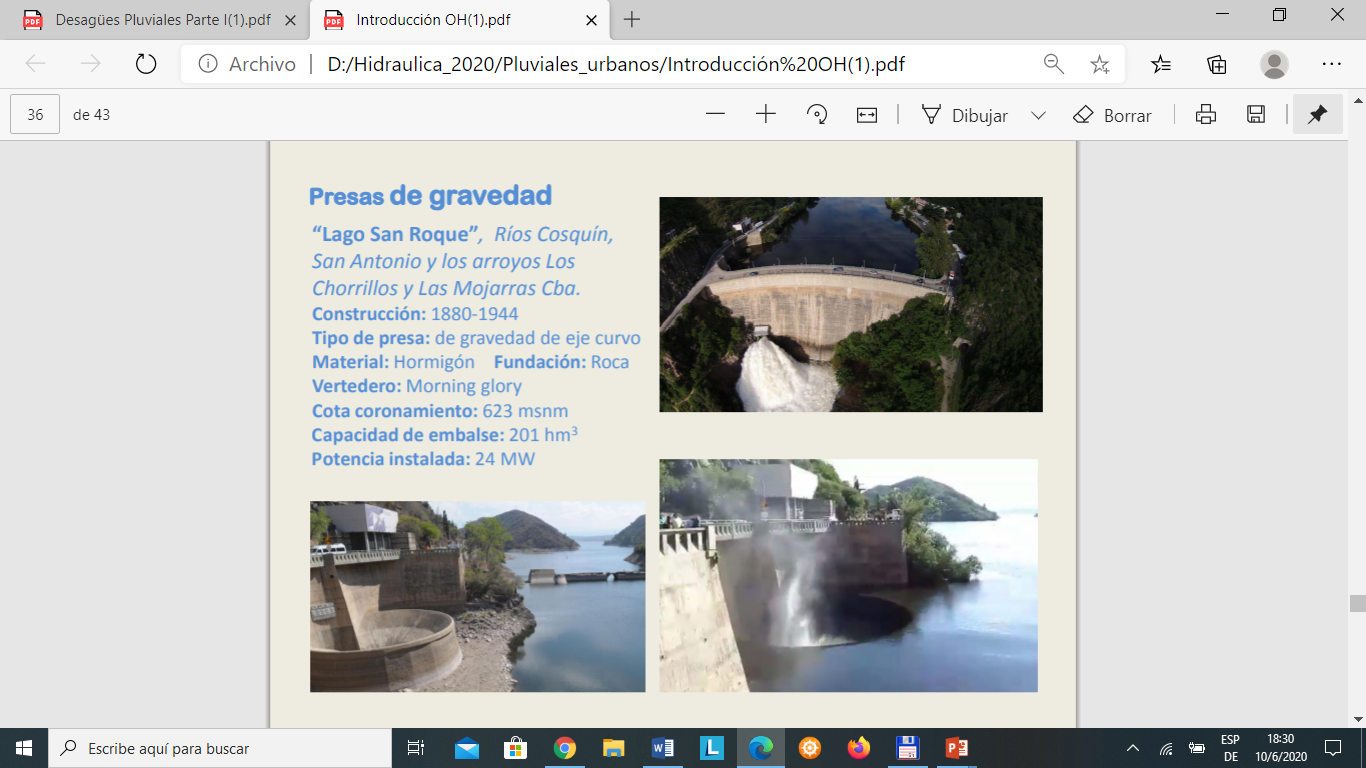 Desagües Pluviales Parte I(1).pdf
Introducción OH(1).pdf
Archivo
D:/Hidraulica_2020/Pluviales_urbanos/Introducción%20OH(1).pdf
36 de 43
Dibujar
Borrar
Presas de gravedad
“Lago San Roque”, Ríos Cosquín,
San Antonio y los arroyos Los
Chorrillos y Las Mojarras Cba.
Construcción: 1880-1944
Tipo de presa: de gravedad de eje curvo
Material: Hormigón Fundación: Roca
Vertedero: Morning glory
Cota coronamiento: 623 msnm
Capacidad de embalse: 201 hm³
Potencia instalada: 24 MW
Escribe aquí para buscar
ESP
DE
18:30
10/6/2020